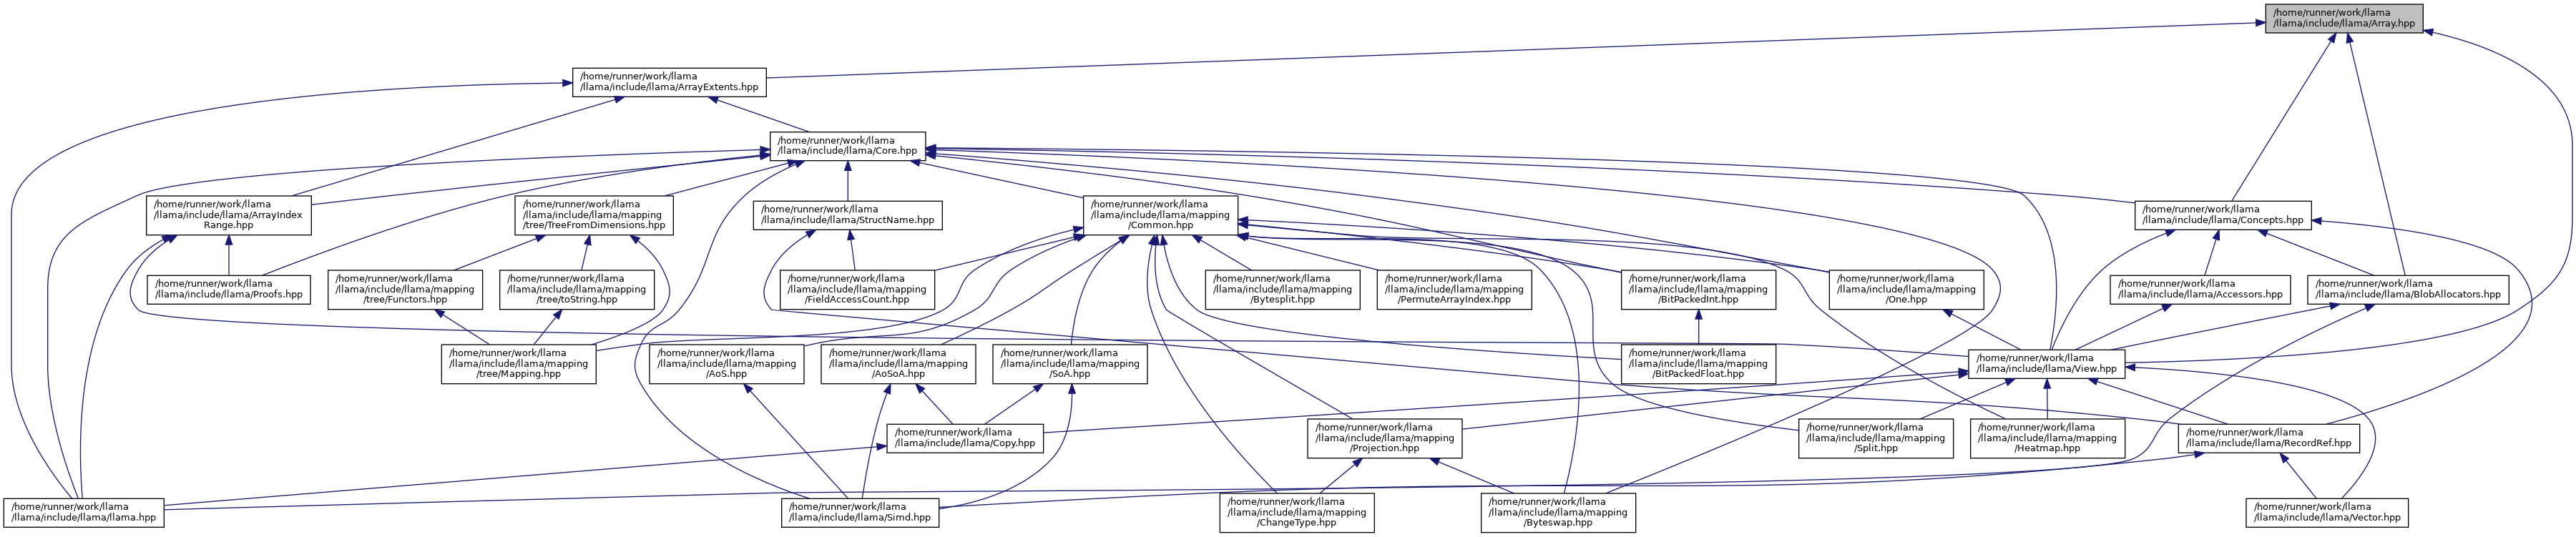 /home/runner/work/llama
/llama/include/llama/Array.hpp
/home/runner/work/llama
/llama/include/llama/ArrayExtents.hpp
/home/runner/work/llama
/llama/include/llama/Core.hpp
/home/runner/work/llama
/llama/include/llama/ArrayIndex
Range.hpp
/home/runner/work/llama
/llama/include/llama/mapping
/tree/TreeFromDimensions.hpp
/home/runner/work/llama
/llama/include/llama/StructName.hpp
/home/runner/work/llama
/llama/include/llama/mapping
/Common.hpp
/home/runner/work/llama
/llama/include/llama/Concepts.hpp
/home/runner/work/llama
/llama/include/llama/Proofs.hpp
/home/runner/work/llama
/llama/include/llama/mapping
/tree/Functors.hpp
/home/runner/work/llama
/llama/include/llama/mapping
/tree/toString.hpp
/home/runner/work/llama
/llama/include/llama/mapping
/FieldAccessCount.hpp
/home/runner/work/llama
/llama/include/llama/mapping
/Bytesplit.hpp
/home/runner/work/llama
/llama/include/llama/mapping
/PermuteArrayIndex.hpp
/home/runner/work/llama
/llama/include/llama/mapping
/BitPackedInt.hpp
/home/runner/work/llama
/llama/include/llama/mapping
/One.hpp
/home/runner/work/llama
/llama/include/llama/Accessors.hpp
/home/runner/work/llama
/llama/include/llama/BlobAllocators.hpp
/home/runner/work/llama
/llama/include/llama/mapping
/tree/Mapping.hpp
/home/runner/work/llama
/llama/include/llama/mapping
/AoS.hpp
/home/runner/work/llama
/llama/include/llama/mapping
/AoSoA.hpp
/home/runner/work/llama
/llama/include/llama/mapping
/SoA.hpp
/home/runner/work/llama
/llama/include/llama/mapping
/BitPackedFloat.hpp
/home/runner/work/llama
/llama/include/llama/View.hpp
/home/runner/work/llama
/llama/include/llama/Copy.hpp
/home/runner/work/llama
/llama/include/llama/mapping
/Projection.hpp
/home/runner/work/llama
/llama/include/llama/mapping
/Split.hpp
/home/runner/work/llama
/llama/include/llama/mapping
/Heatmap.hpp
/home/runner/work/llama
/llama/include/llama/RecordRef.hpp
/home/runner/work/llama
/llama/include/llama/llama.hpp
/home/runner/work/llama
/llama/include/llama/Simd.hpp
/home/runner/work/llama
/llama/include/llama/mapping
/ChangeType.hpp
/home/runner/work/llama
/llama/include/llama/mapping
/Byteswap.hpp
/home/runner/work/llama
/llama/include/llama/Vector.hpp